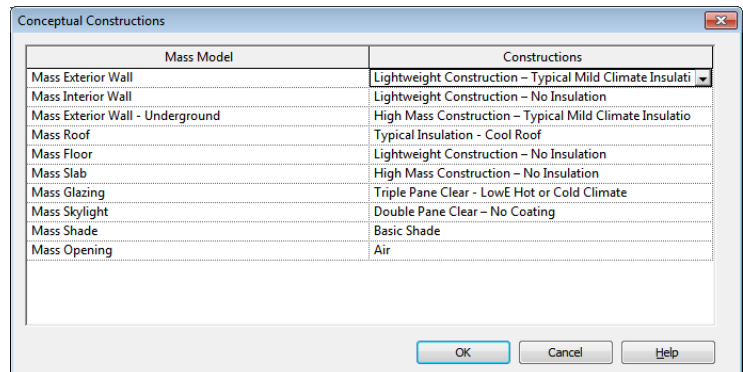 Conceptual Constructions
Mass Model Constructions
Mass Exterior Wall Lightweight Construction – Typical Mild Climate Insulati
Mass Interior Wall Lightweight Construction – No Insulation
Mass Exterior Wall - Underground High Mass Construction – Typical Mild Climate Insulatio
Mass Roof Typical Insulation - Cool Roof
Mass Floor Lightweight Construction – No Insulation
Mass Slab High Mass Construction – No Insulation
Mass Glazing Triple Pane Clear - LowE Hot or Cold Climate
Mass Skylight Double Pane Clear – No Coating
Mass Shade Basic Shade
Mass Opening Air
OK Cancel Help